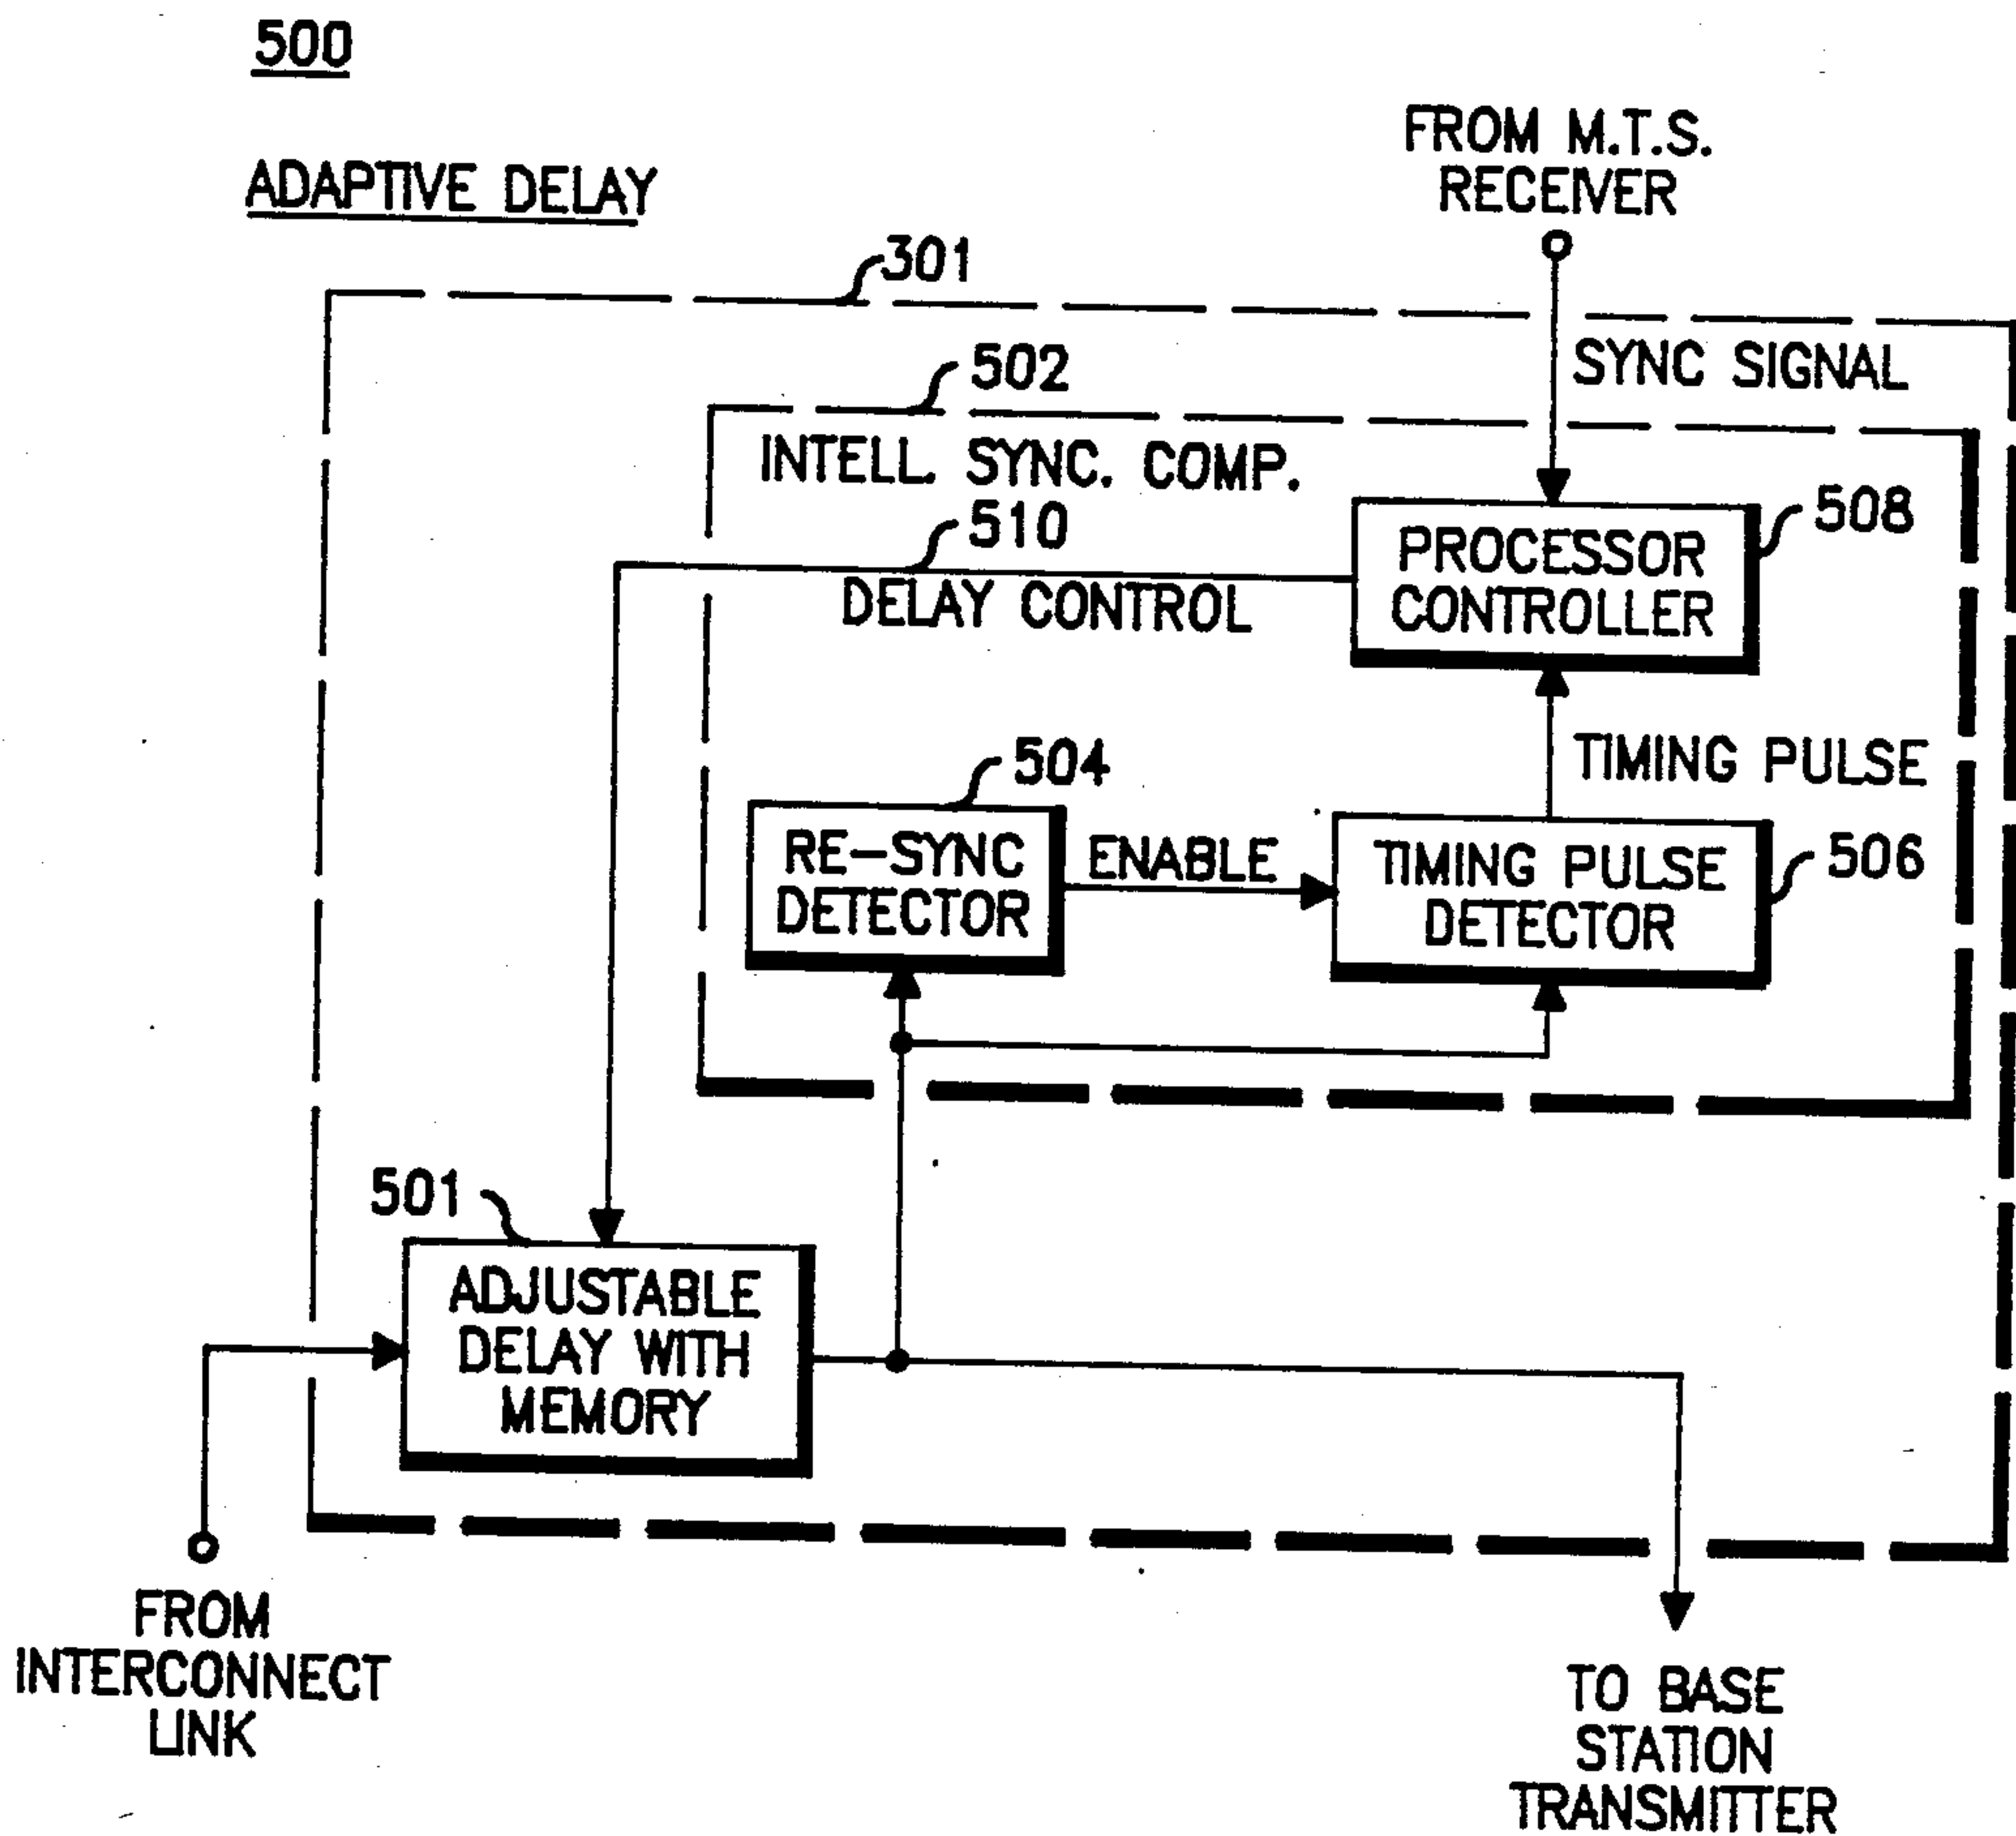 500
ADAPTIVE DELAY
FROM M.T.S.
RECEIVER
301
SYNC SIGNAL
502
INTELL. SYNC. COMP.
510
DELAY CONTROL
PROCESSOR
CONTROLLER
508
TIMING PULSE
504
RE-SYNC
DETECTOR
ENABLE
TIMING PULSE
DETECTOR
506
501
ADJUSTABLE
DELAY WITH
MEMORY
FROM
INTERCONNECT
LINK
TO BASE
STATION
TRANSMITTER